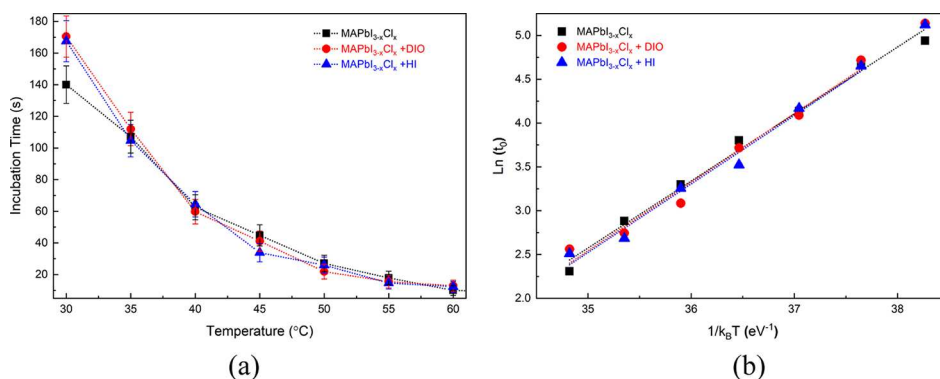 180
160
140
120
100
80
60
40
20
30 35 40 45 50 55 60
Incubation Time (s)
Temperature (°C)
MAPbI3-xClx
MAPbI3-xClx +DIO
MAPbI3-xClx +HI
(a)
5.0
4.5
4.0
3.5
3.0
2.5
2.0
35 36 37 38
Ln (t0)
1/kBT (eV-1)
MAPbI3-xClx
MAPbI3-xClx + DIO
MAPbI3-xClx + HI
(b)